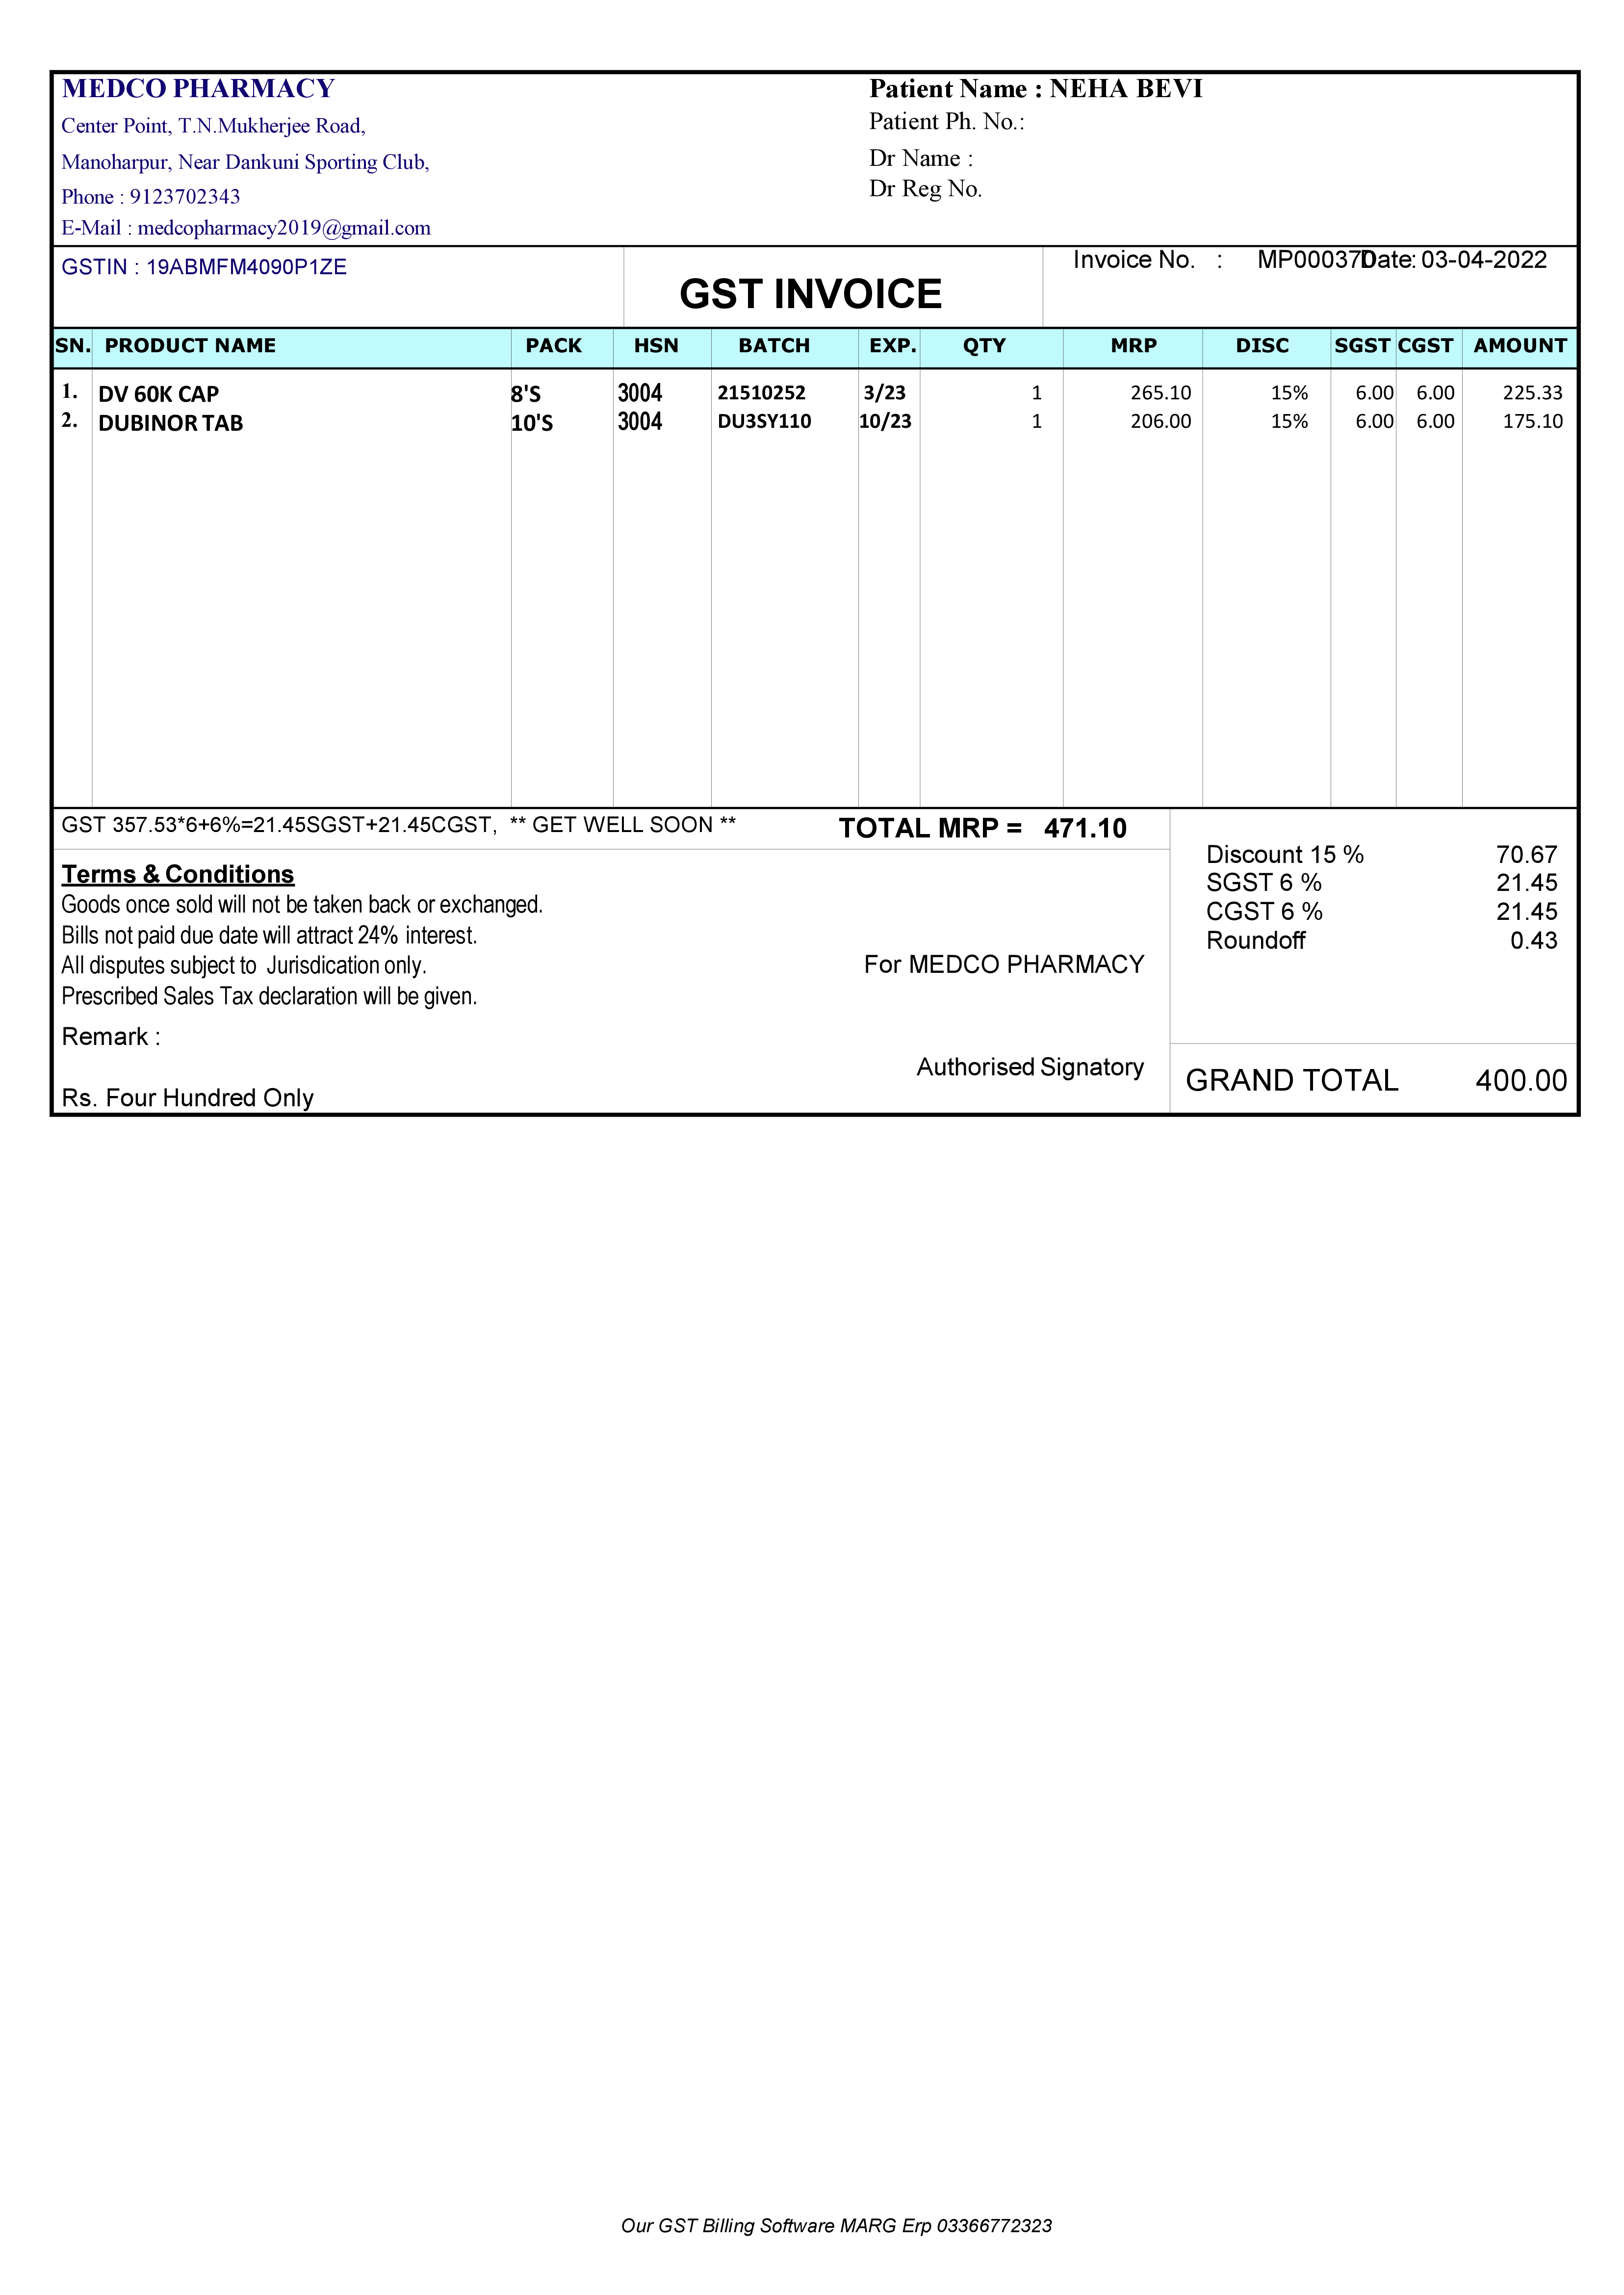 MEDCO PHARMACY
Center Point, T.N.Mukherjee Road,
Manoharpur, Near Dankuni Sporting Club,
Phone : 9123702343
E-Mail : medcopharmacy2019@gmail.com
Patient Name : NEHA BEVI
Patient Ph. No.:
Dr Name :
Dr Reg No.
GSTIN : 19ABMFM4090P1ZE
GST INVOICE
Invoice No. : MP000370 Date: 03-04-2022
SN. PRODUCT NAME PACK HSN BATCH EXP. QTY MRP DISC SGST CGST AMOUNT
1. DV 60K CAP 8'S 3004 21510252 3/23 1 265.10 15% 6.00 6.00 225.33
2. DUBINOR TAB 10'S 3004 DU3SY110 10/23 1 206.00 15% 6.00 6.00 175.10
GST 357.53*6+6%=21.45SGST+21.45CGST, ** GET WELL SOON **
TOTAL MRP = 471.10
Terms & Conditions
Goods once sold will not be taken back or exchanged.
Bills not paid due date will attract 24% interest.
All disputes subject to Jurisdication only.
Prescribed Sales Tax declaration will be given.
Remark :
Rs. Four Hundred Only
For MEDCO PHARMACY
Authorised Signatory
Discount 15 % 70.67
SGST 6 % 21.45
CGST 6 % 21.45
Roundoff 0.43
GRAND TOTAL 400.00
Our GST Billing Software MARG Erp 03366772323